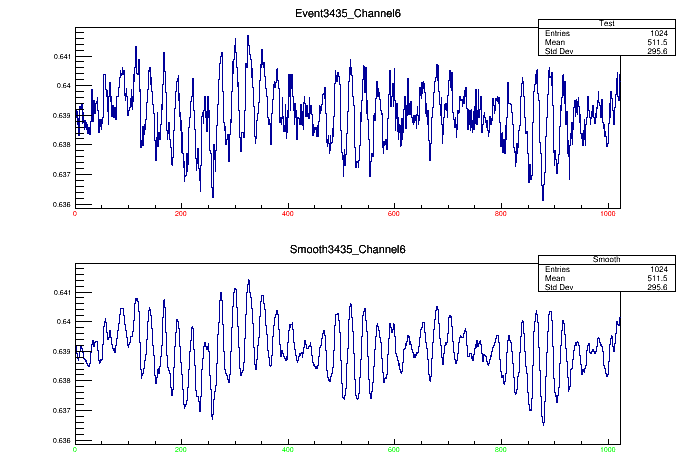 Event3435_Channel6
Test
Entries 1024
Mean 511.5
Std Dev 295.6
0.641
0.64
0.639
0.638
0.637
0.636
0 200 400 600 800 1000
Smooth3435_Channel6
Smooth
Entries 1024
Mean 511.5
Std Dev 295.6
0.641
0.64
0.639
0.638
0.637
0.636
0 200 400 600 800 1000